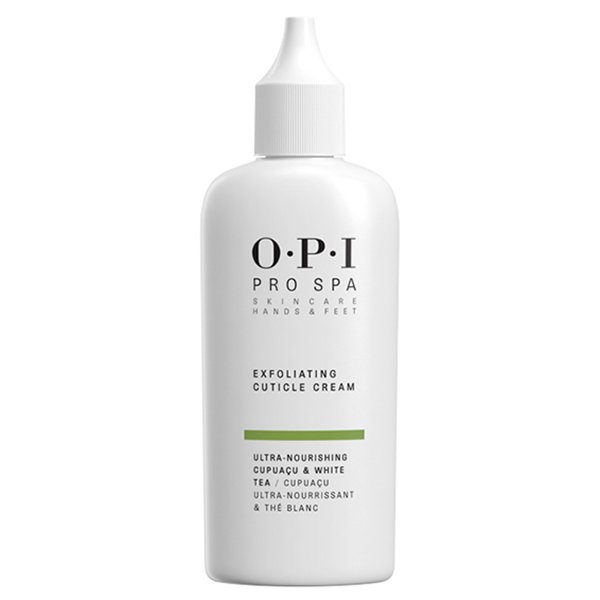 O·P·I
PRO SPA
SKINCARE
HANDS & FEET
EXFOLIATING
CUTICLE CREAM
ULTRA-NOURISHING
CUPUAÇU & WHITE
TEA / CUPUAÇU
ULTRA-NOURRISSANT
& THÉ BLANC